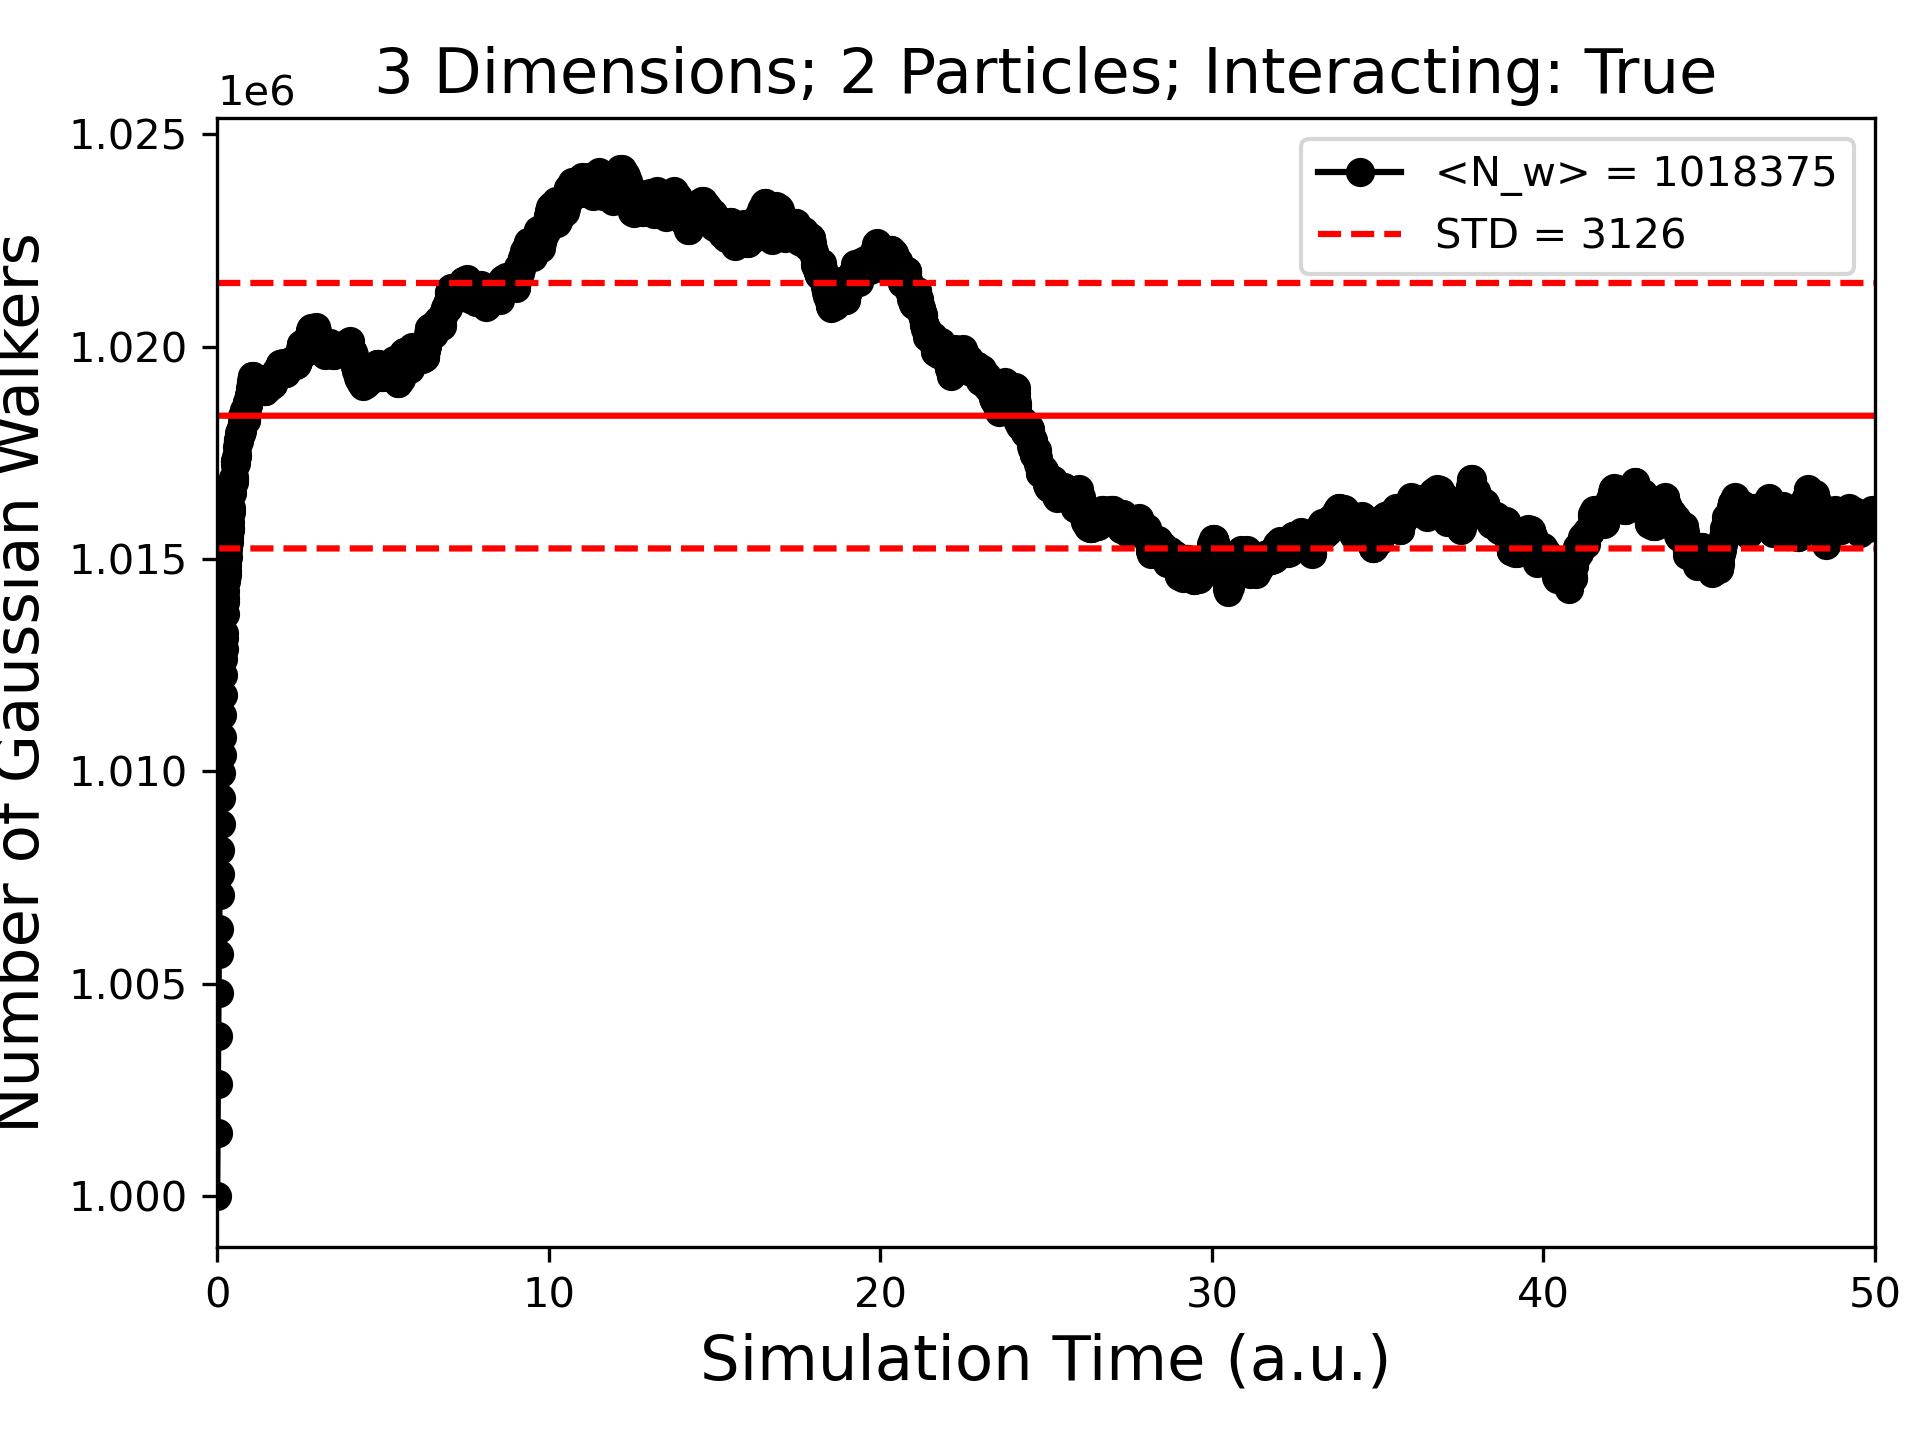 3 Dimensions; 2 Particles; Interacting: True
1e6
<N_w> = 1018375
STD = 3126
Number of Gaussian Walkers
1.025
1.020
1.015
1.010
1.005
1.000
0 10 20 30 40 50
Simulation Time (a.u.)